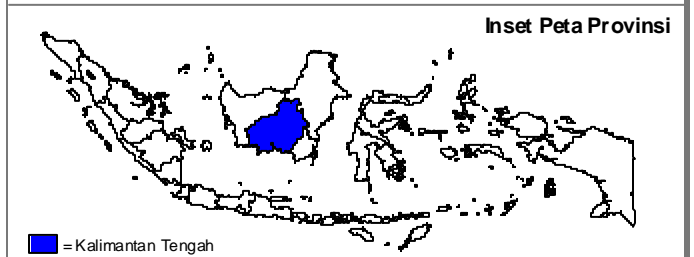 Inset Peta Provinsi
= Kalimantan Tengah